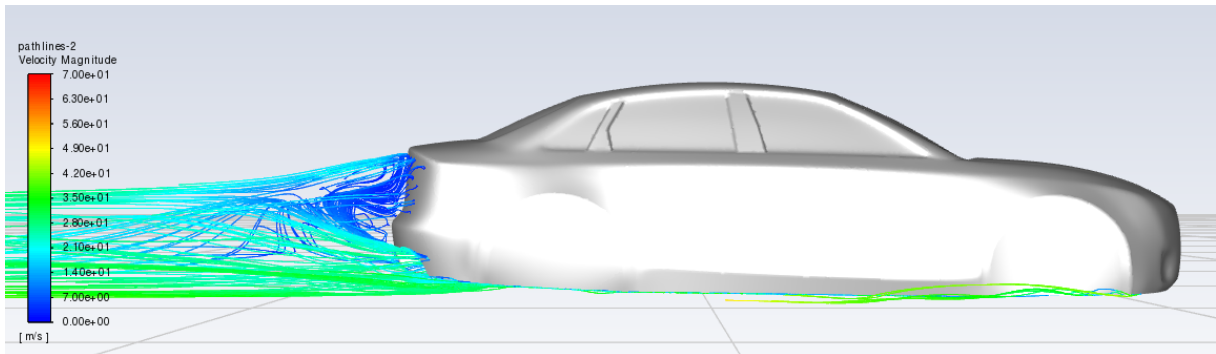 pathlines-2
Velocity Magnitude
7.00e+01
6.30e+01
5.60e+01
4.90e+01
4.20e+01
3.50e+01
2.80e+01
2.10e+01
1.40e+01
7.00e+00
0.00e+00
[ m/s ]